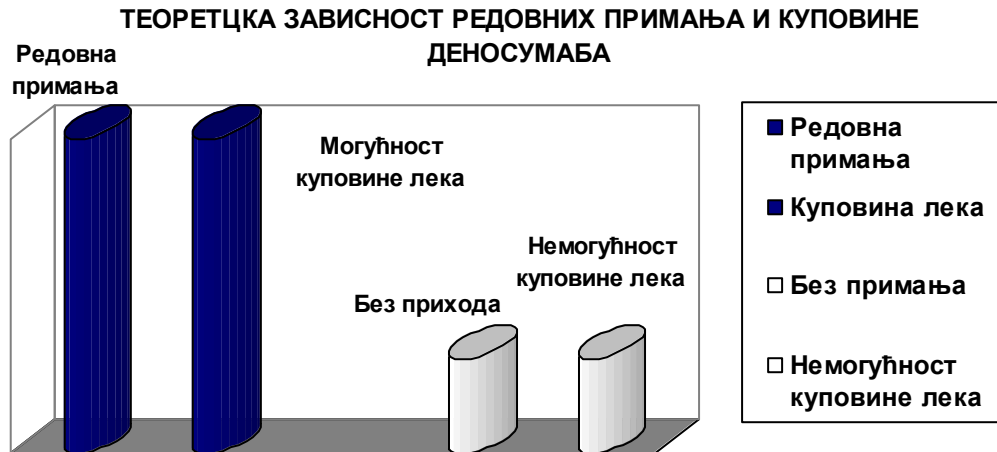 ТЕОРЕТЦКА ЗАВИСНОСТ РЕДОВНИХ ПРИМАЊА И КУПОВИНЕ
ДЕНОСУМАБА
Редовна
примања
Могућност
куповине лека
Немогућност
куповине лека
Без прихода
Редовна
примања
Куповина лека
Без примања
Немогућност
куповине лека